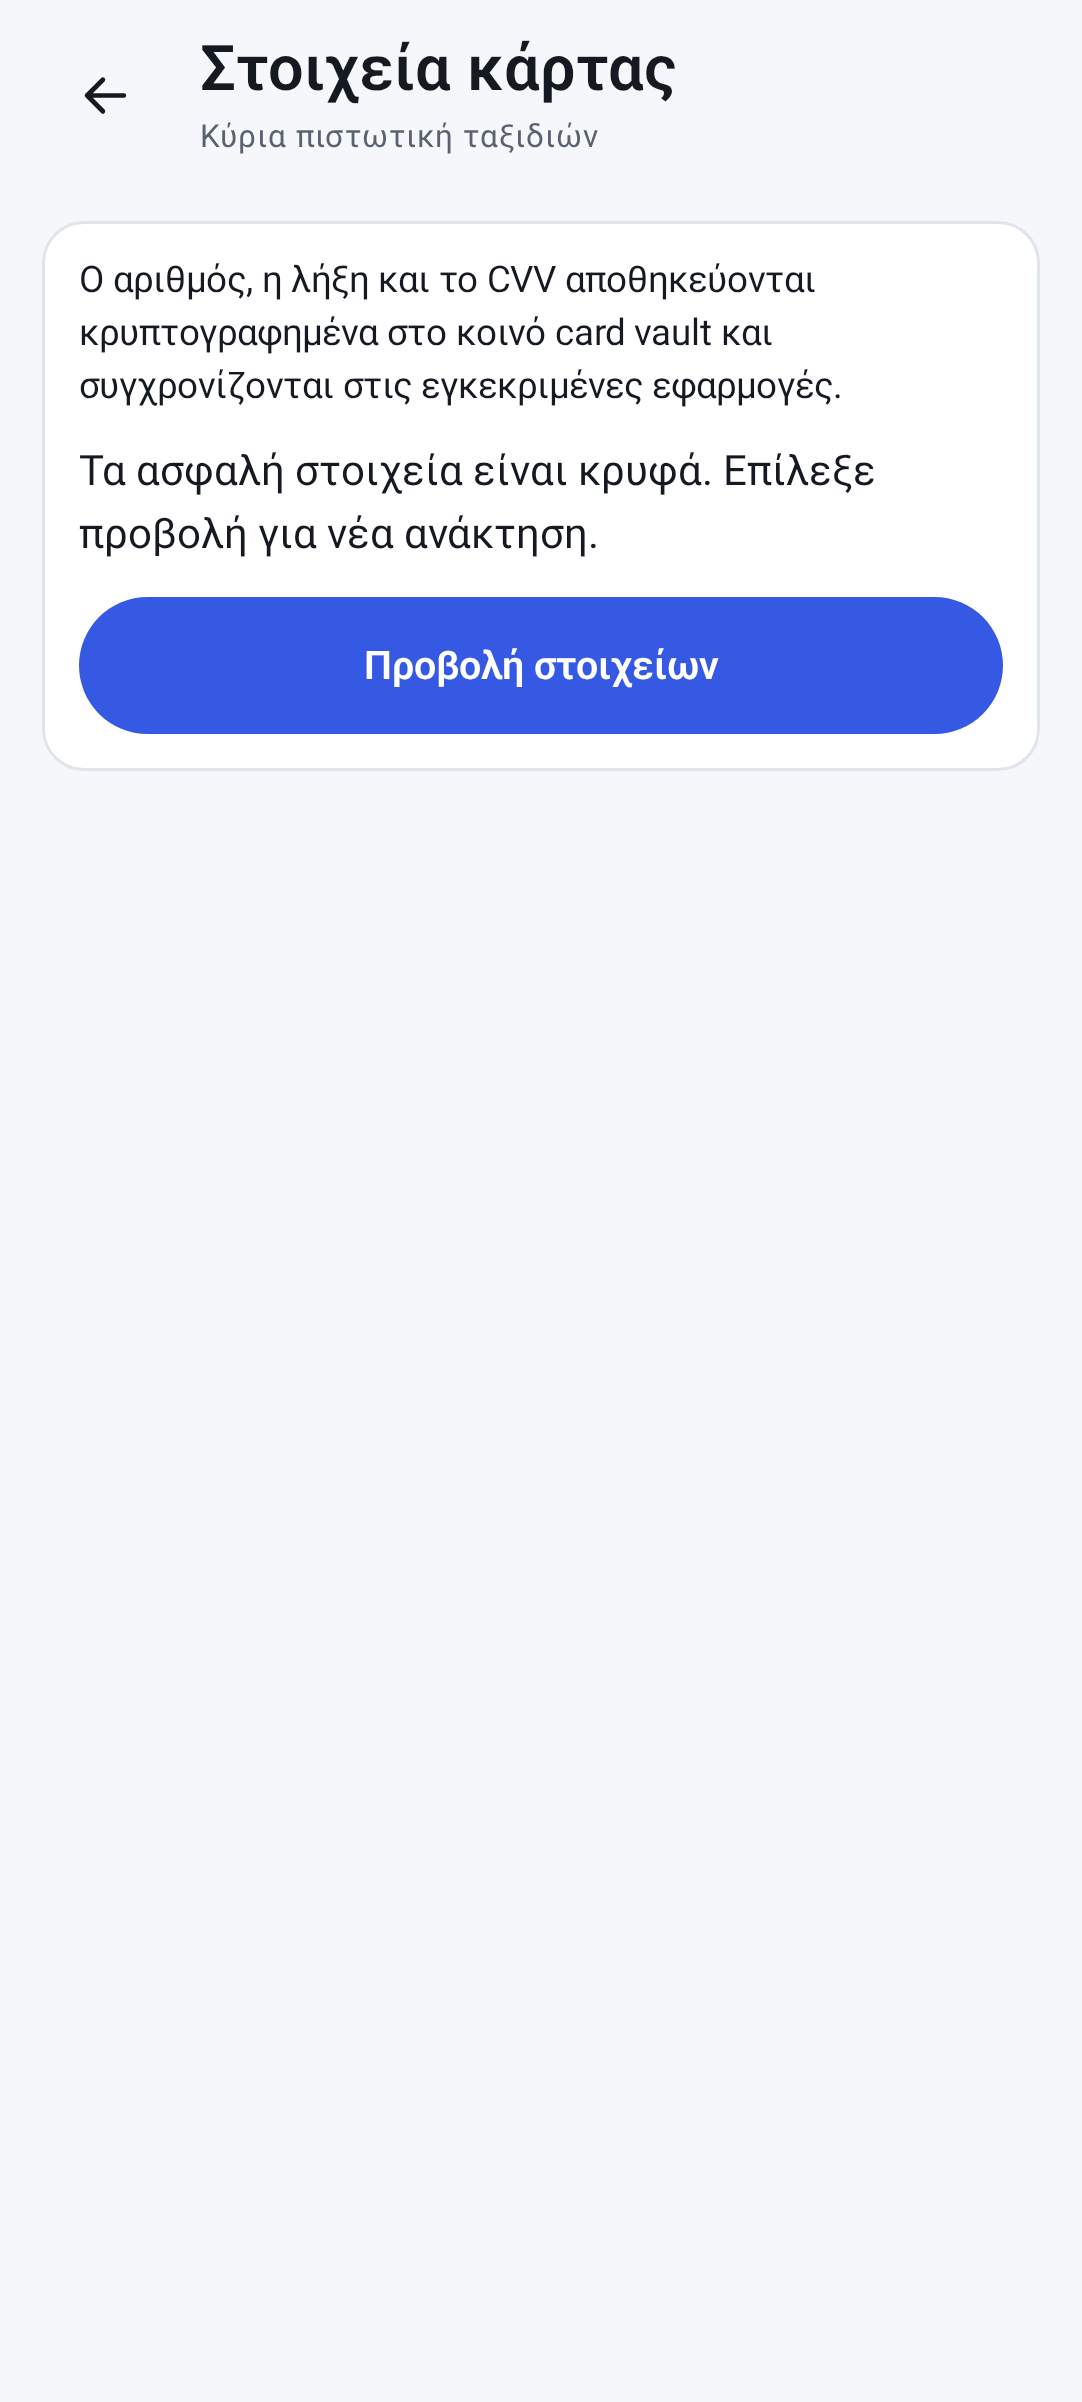 Στοιχεία κάρτας
Κύρια πιστωτική ταξιδιών
Ο αριθμός, η λήξη και το CVV αποθηκεύονται
κρυπτογραφημένα στο κοινό card vault και
συγχρονίζονται στις εγκεκριμένες εφαρμογές.
Τα ασφαλή στοιχεία είναι κρυφά. Επίλεξε
προβολή για νέα ανάκτηση.
Προβολή στοιχείων